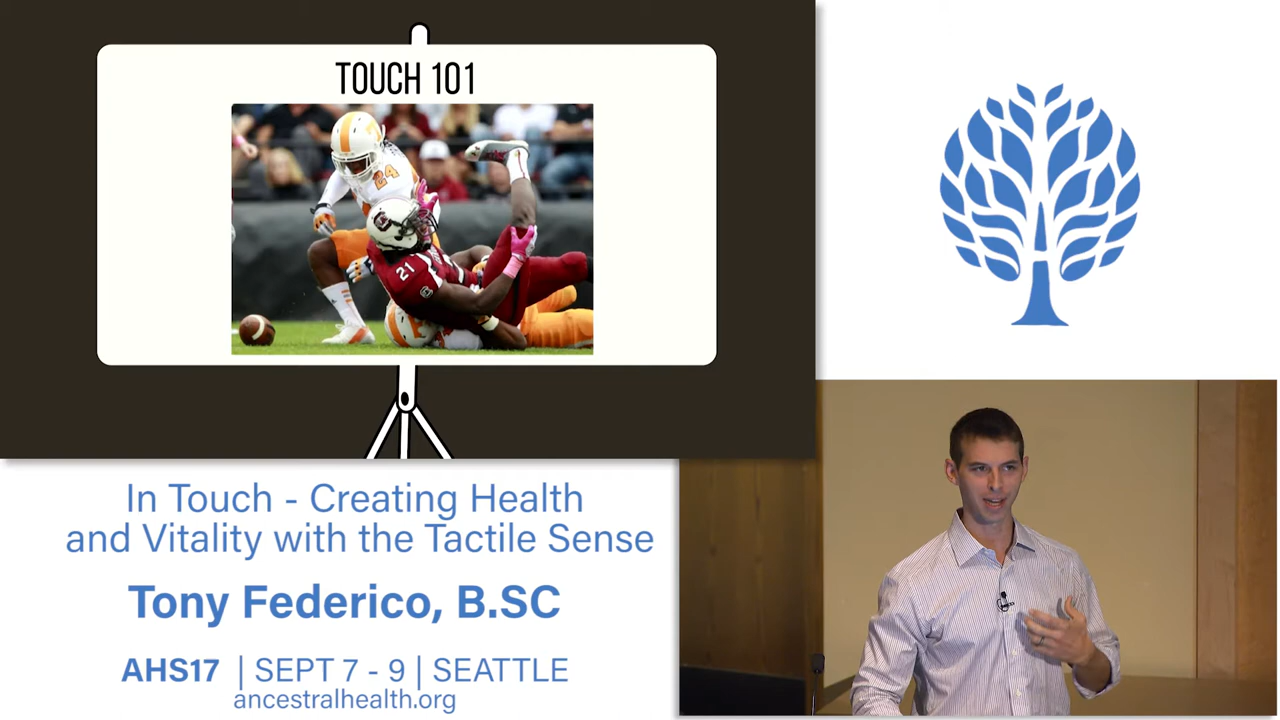 TOUCH 101
24
21
In Touch - Creating Health
and Vitality with the Tactile Sense
Tony Federico, B.SC
AHS17 | SEPT 7 - 9 | SEATTLE
ancestralhealth.org